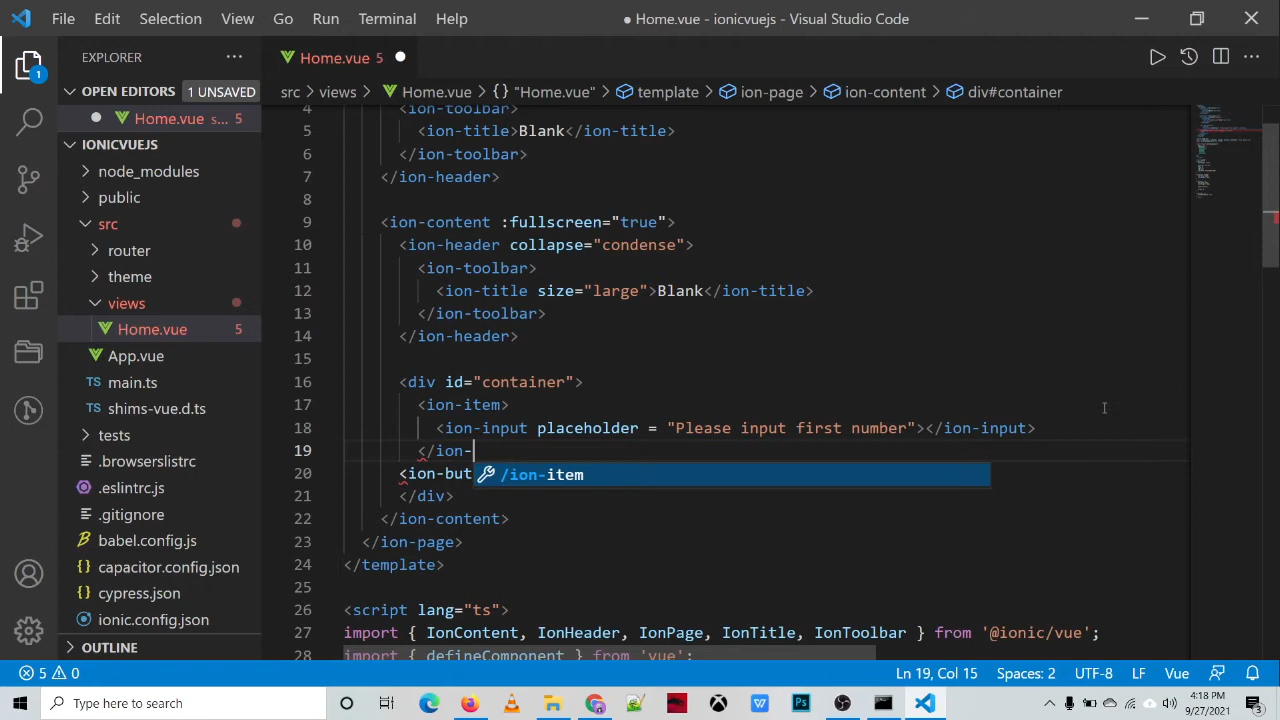 File Edit Selection View Go Run Terminal Help
● Home.vue - ionicvuejs - Visual Studio Code
EXPLORER ...
Home.vue 5 ●
OPEN EDITORS 1 UNSAVED
● Home.vue s... 5
IONICVUEJS
node_modules
public
src
router
theme
views
Home.vue 5
App.vue
TS main.ts
TS shims-vue.d.ts
tests
.browserslistrc
.eslintrc.js
.gitignore
babel.config.js
{} capacitor.config.json
{} cypress.json
ionic.config.json
OUTLINE
1
src > views > Home.vue > {} "Home.vue" > template > ion-page > ion-content > div#container
4 <ion-toolbar>
5 <ion-title>Blank</ion-title>
6 </ion-toolbar>
7 </ion-header>
8
9 <ion-content :fullscreen="true">
10 <ion-header collapse="condense">
11 <ion-toolbar>
12 <ion-title size="large">Blank</ion-title>
13 </ion-toolbar>
14 </ion-header>
15
16 <div id="container">
17 <ion-item>
18 <ion-input placeholder = "Please input first number"></ion-input>
19 </ion-
20 <ion-but
/ion-item
21 </div>
22 </ion-content>
23 </ion-page>
24 </template>
25
26 <script lang="ts">
27 import { IonContent, IonHeader, IonPage, IonTitle, IonToolbar } from '@ionic/vue';
28 import { defineComponent } from 'vue';
5 0 Ln 19, Col 15 Spaces: 2 UTF-8 LF Vue
Type here to search
4:18 PM
9/27/2021
3